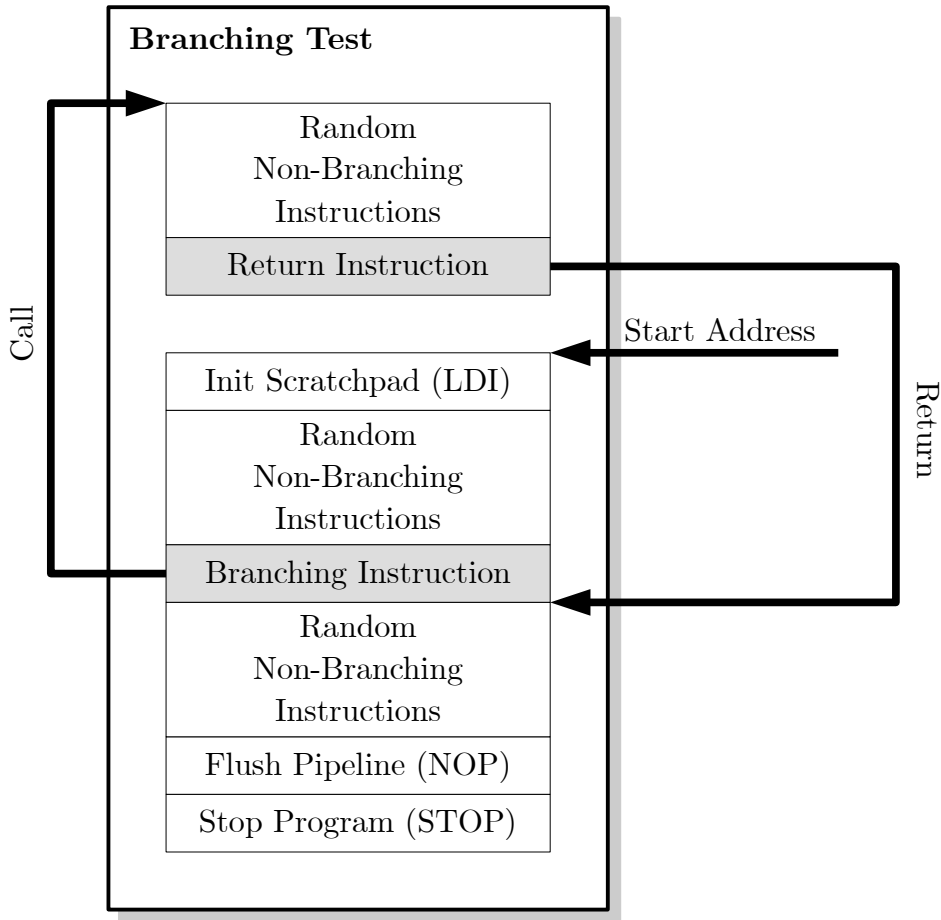 Branching Test
Random
Non-Branching
Instructions
Return Instruction
Call
Start Address
Init Scratchpad (LDI)
Return
Random
Non-Branching
Instructions
Branching Instruction
Random
Non-Branching
Instructions
Flush Pipeline (NOP)
Stop Program (STOP)